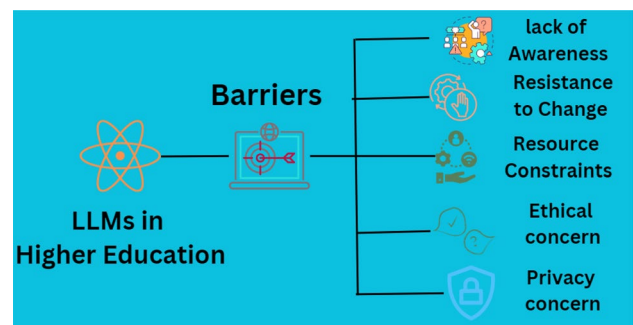 Barriers
LLMs in
Higher Education
lack of
Awareness
Resistance
to Change
Resource
Constraints
Ethical
concern
Privacy
concern